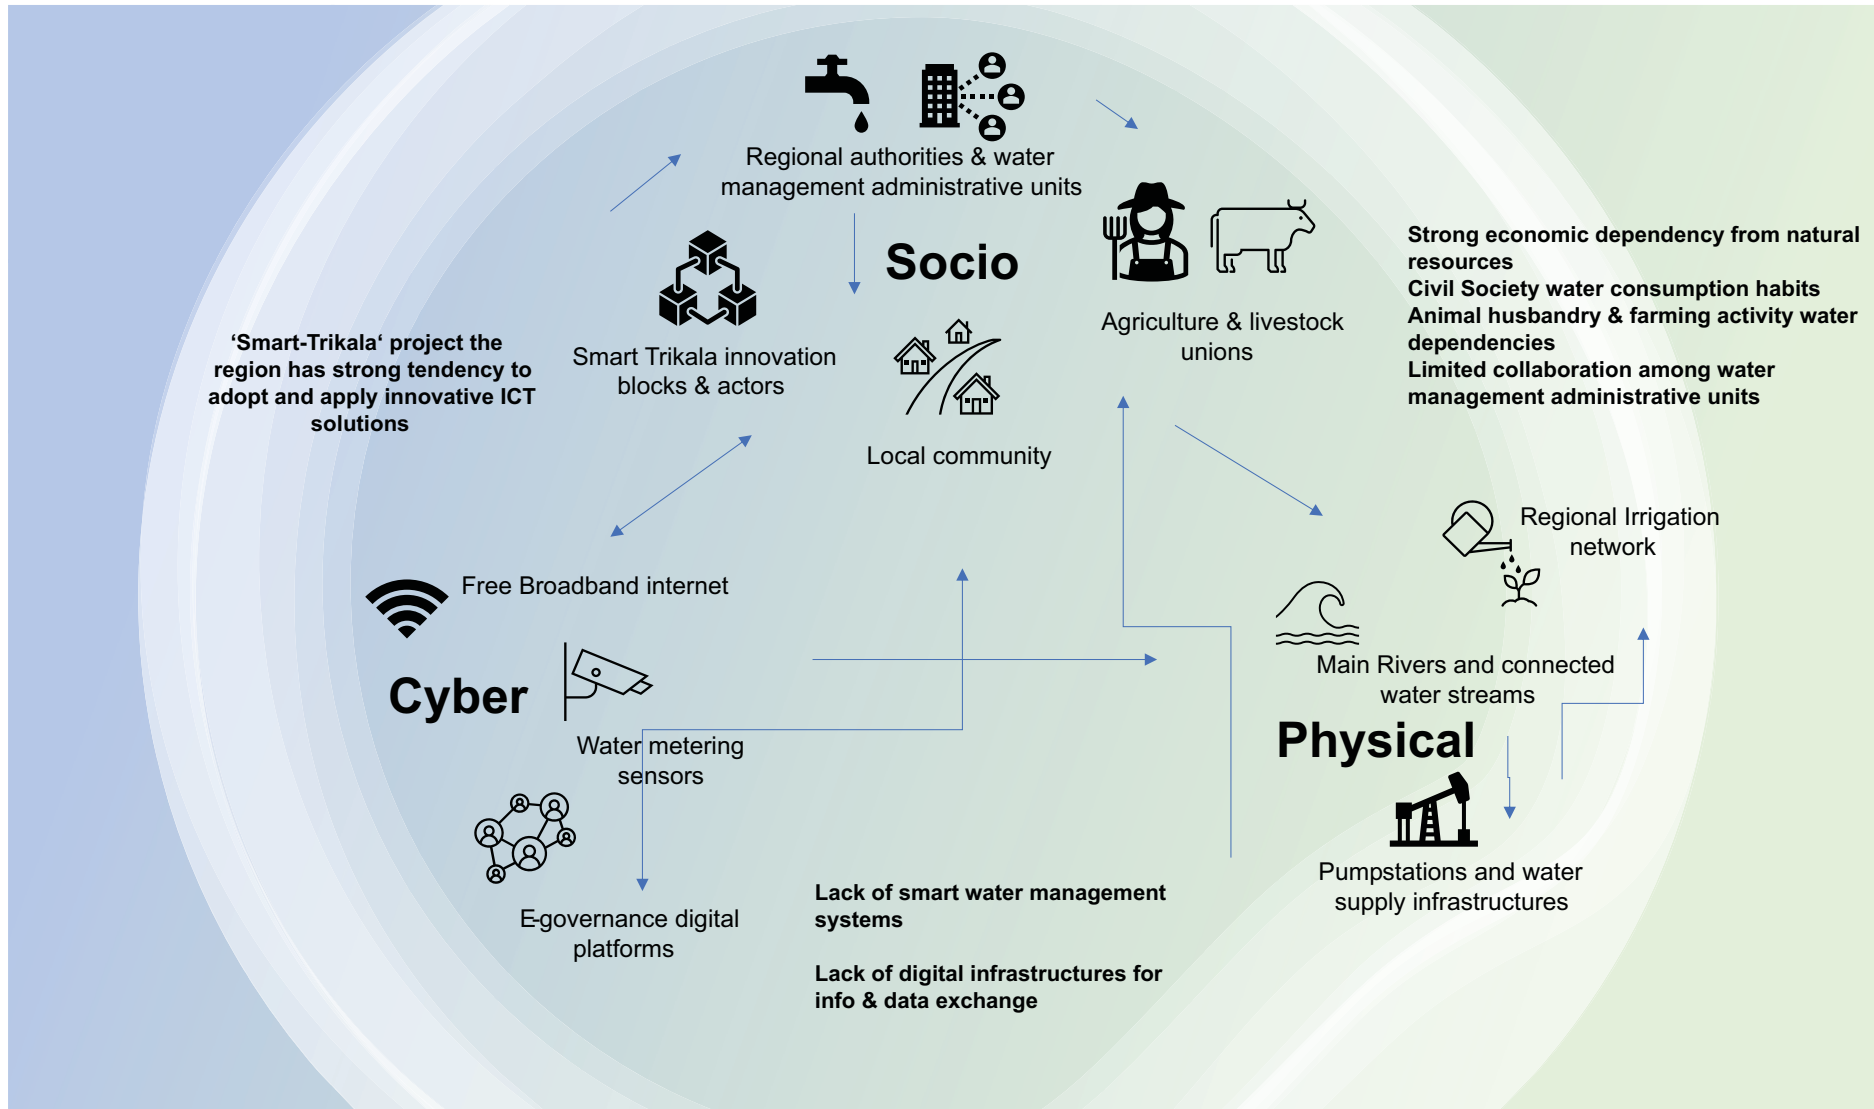 Regional authorities & water
management administrative units
Socio
Smart Trikala innovation
blocks & actors
Agriculture & livestock
unions
Local community
‘Smart-Trikala‘ project the
region has strong tendency to
adopt and apply innovative ICT
solutions
Strong economic dependency from natural
resources
Civil Society water consumption habits
Animal husbandry & farming activity water
dependencies
Limited collaboration among water
management administrative units
Free Broadband internet
Cyber
Water metering
sensors
E-governance digital
platforms
Regional Irrigation
network
Main Rivers and connected
water streams
Physical
Pumpstations and water
supply infrastructures
Lack of smart water management
systems
Lack of digital infrastructures for
info & data exchange